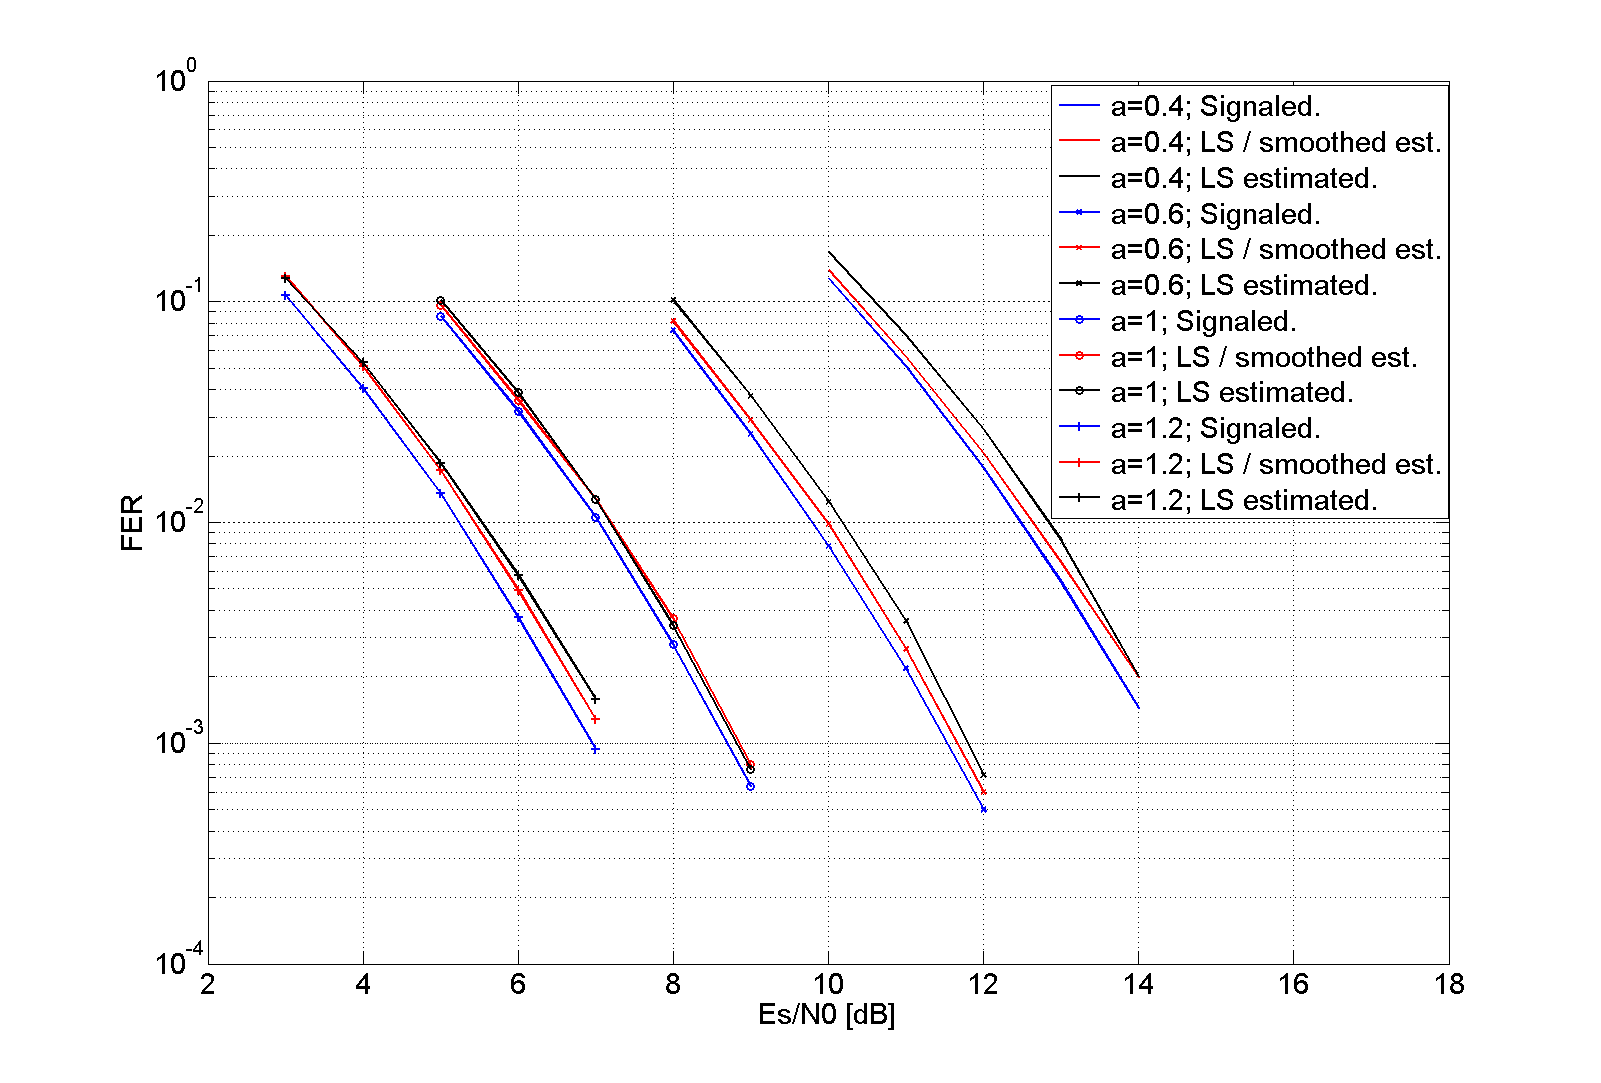 10^0
10^-1
10^-2
10^-3
10^-4
FER
2 4 6 8 10 12 14 16 18
Es/N0 [dB]
a=0.4; Signaled.
a=0.4; LS / smoothed est.
a=0.4; LS estimated.
a=0.6; Signaled.
a=0.6; LS / smoothed est.
a=0.6; LS estimated.
a=1; Signaled.
a=1; LS / smoothed est.
a=1; LS estimated.
a=1.2; Signaled.
a=1.2; LS / smoothed est.
a=1.2; LS estimated.